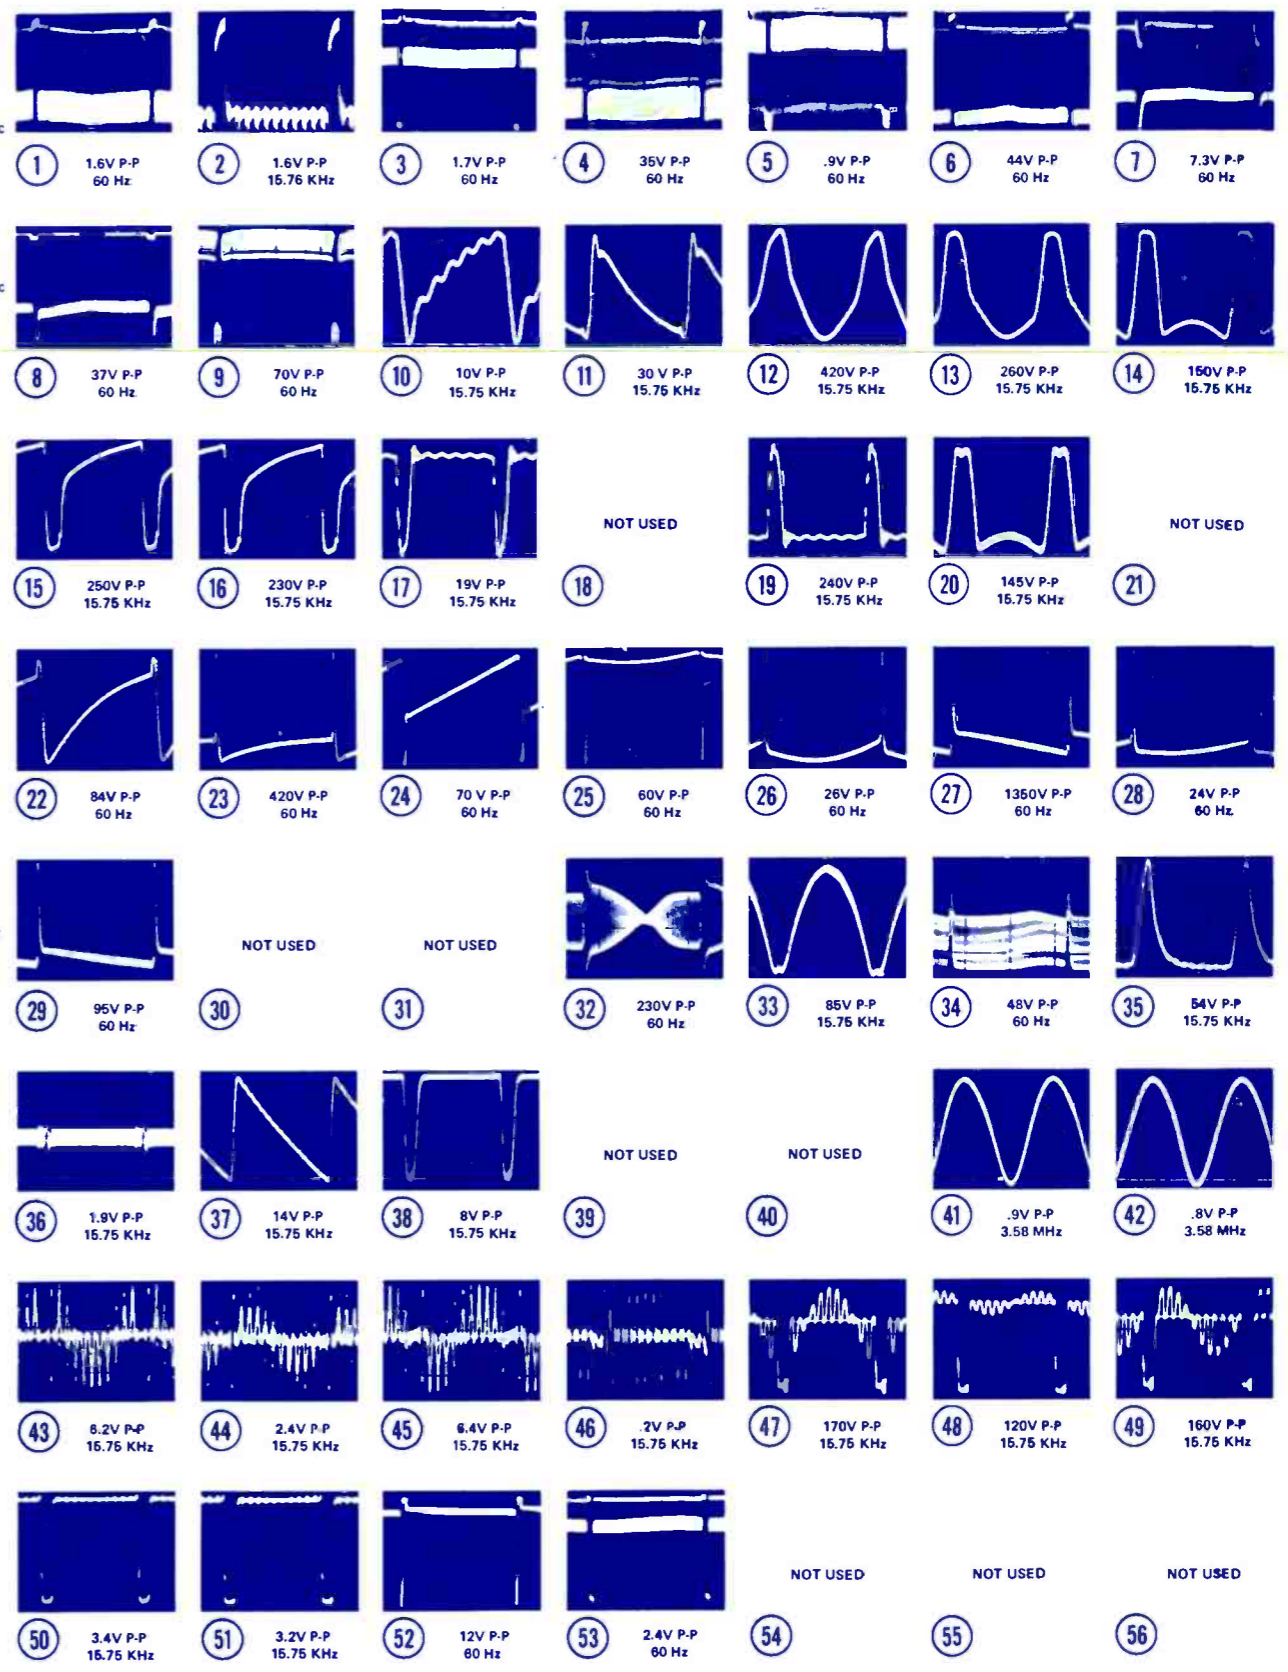 c
1 1.6V P-P
60 Hz
2 1.6V P-P
15.76 KHz
3 1.7V P-P
60 Hz
4 35V P-P
60 Hz
5 .9V P-P
60 Hz
6 44V P-P
60 Hz
7 7.3V P-P
60 Hz
c
8 37V P-P
60 Hz
9 70V P-P
60 Hz
10 10V P-P
15.75 KHz
11 30 V P-P
15.75 KHz
12 420V P-P
15.75 KHz
13 260V P-P
15.75 KHz
14 150V P-P
15.75 KHz
15 250V P-P
15.75 KHz
16 230V P-P
15.75 KHz
17 19V P-P
15.75 KHz
NOT USED
18
19 240V P-P
15.75 KHz
20 145V P-P
15.75 KHz
NOT USED
21
22 84V P-P
60 Hz
23 420V P-P
60 Hz
24 70 V P-P
60 Hz
25 60V P-P
60 Hz
26 26V P-P
60 Hz
27 1350V P-P
60 Hz
28 24V P-P
60 Hz.
29 95V P-P
60 Hz
NOT USED
30
NOT USED
31
32 230V P-P
60 Hz
33 85V P-P
15.75 KHz
34 48V P-P
60 Hz
35 54V P-P
15.75 KHz
36 1.9V P-P
15.75 KHz
37 14V P-P
15.75 KHz
38 8V P-P
15.75 KHz
NOT USED
39
NOT USED
40
41 .9V P-P
3.58 MHz
42 .8V P-P
3.58 MHz
43 6.2V P-P
15.75 KHz
44 2.4V P-P
15.75 KHz
45 6.4V P-P
15.75 KHz
46 .2V P-P
15.75 KHz
47 170V P-P
15.75 KHz
48 120V P-P
15.75 KHz
49 160V P-P
15.75 KHz
50 3.4V P-P
15.75 KHz
51 3.2V P-P
15.75 KHz
52 12V P-P
60 Hz
53 2.4V P-P
60 Hz
NOT USED
54
NOT USED
55
NOT USED
56